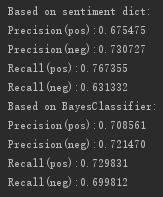 Based on sentiment dict:
Precision(pos):0.675475
Precision(neg):0.730727
Recall(pos):0.767355
Recall(neg):0.631332
Based on BayesClassifier:
Precision(pos):0.708561
Precision(neg):0.721470
Recall(pos):0.729831
Recall(neg):0.699812